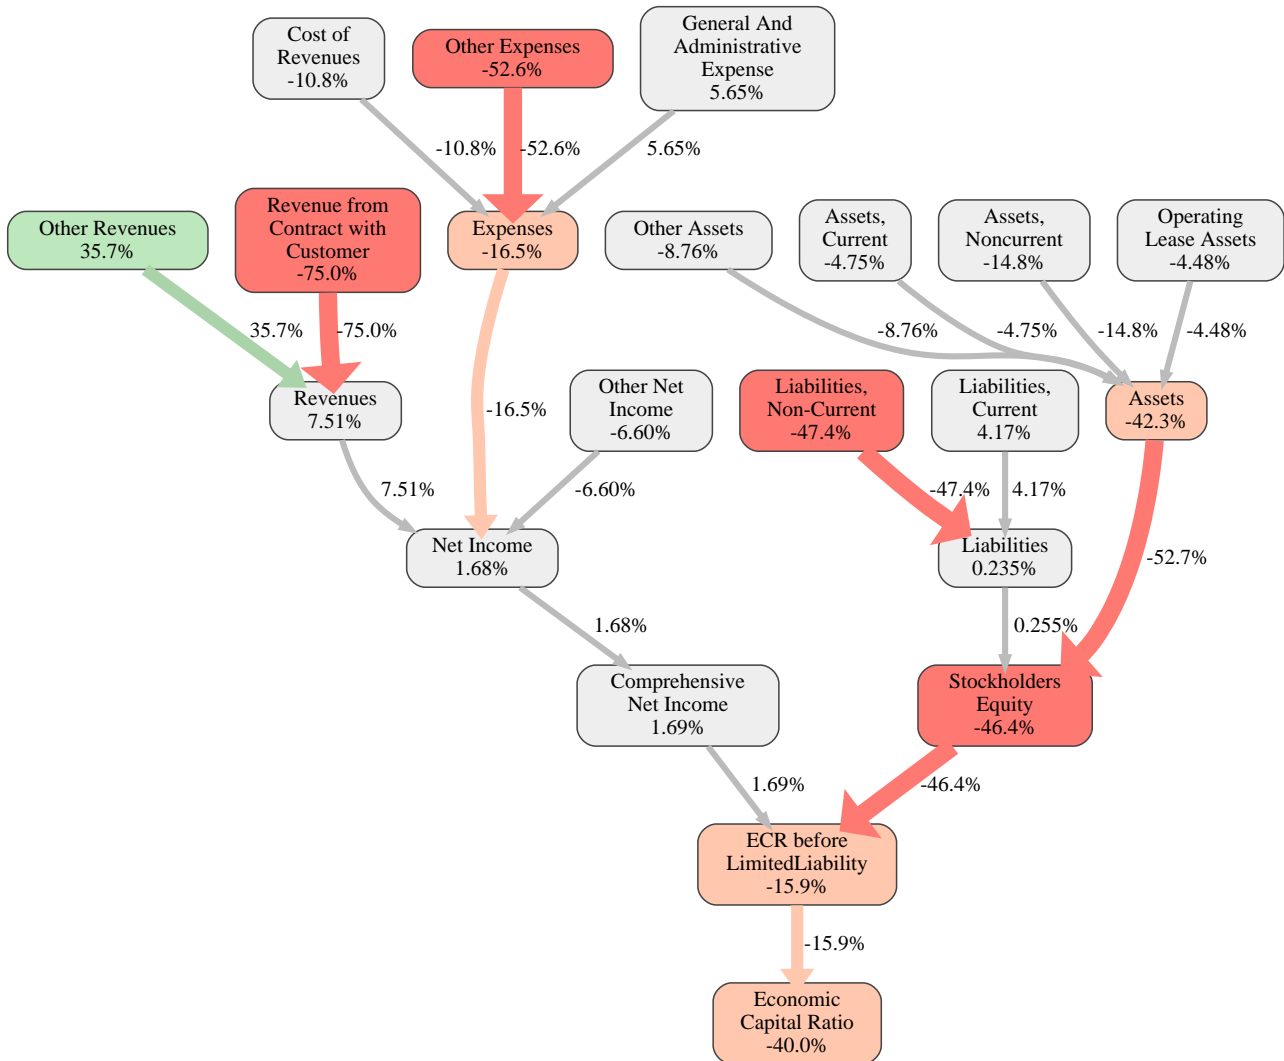 Cost of
Revenues
-10.8%
Other Expenses
-52.6%
General And
Administrative
Expense
5.65%
-10.8%
-52.6%
5.65%
Other Revenues
35.7%
Revenue from
Contract with
Customer
-75.0%
Expenses
-16.5%
Other Assets
-8.76%
Assets,
Current
-4.75%
Assets,
Noncurrent
-14.8%
Operating
Lease Assets
-4.48%
35.7%
-75.0%
-8.76%
-4.75%
-14.8%
-4.48%
Revenues
7.51%
-16.5%
Other Net
Income
-6.60%
Liabilities,
Non-Current
-47.4%
Liabilities,
Current
4.17%
Assets
-42.3%
7.51%
-6.60%
-47.4%
4.17%
Net Income
1.68%
Liabilities
0.235%
-52.7%
1.68%
0.255%
Comprehensive
Net Income
1.69%
Stockholders
Equity
-46.4%
1.69%
-46.4%
ECR before
LimitedLiability
-15.9%
-15.9%
Economic
Capital Ratio
-40.0%